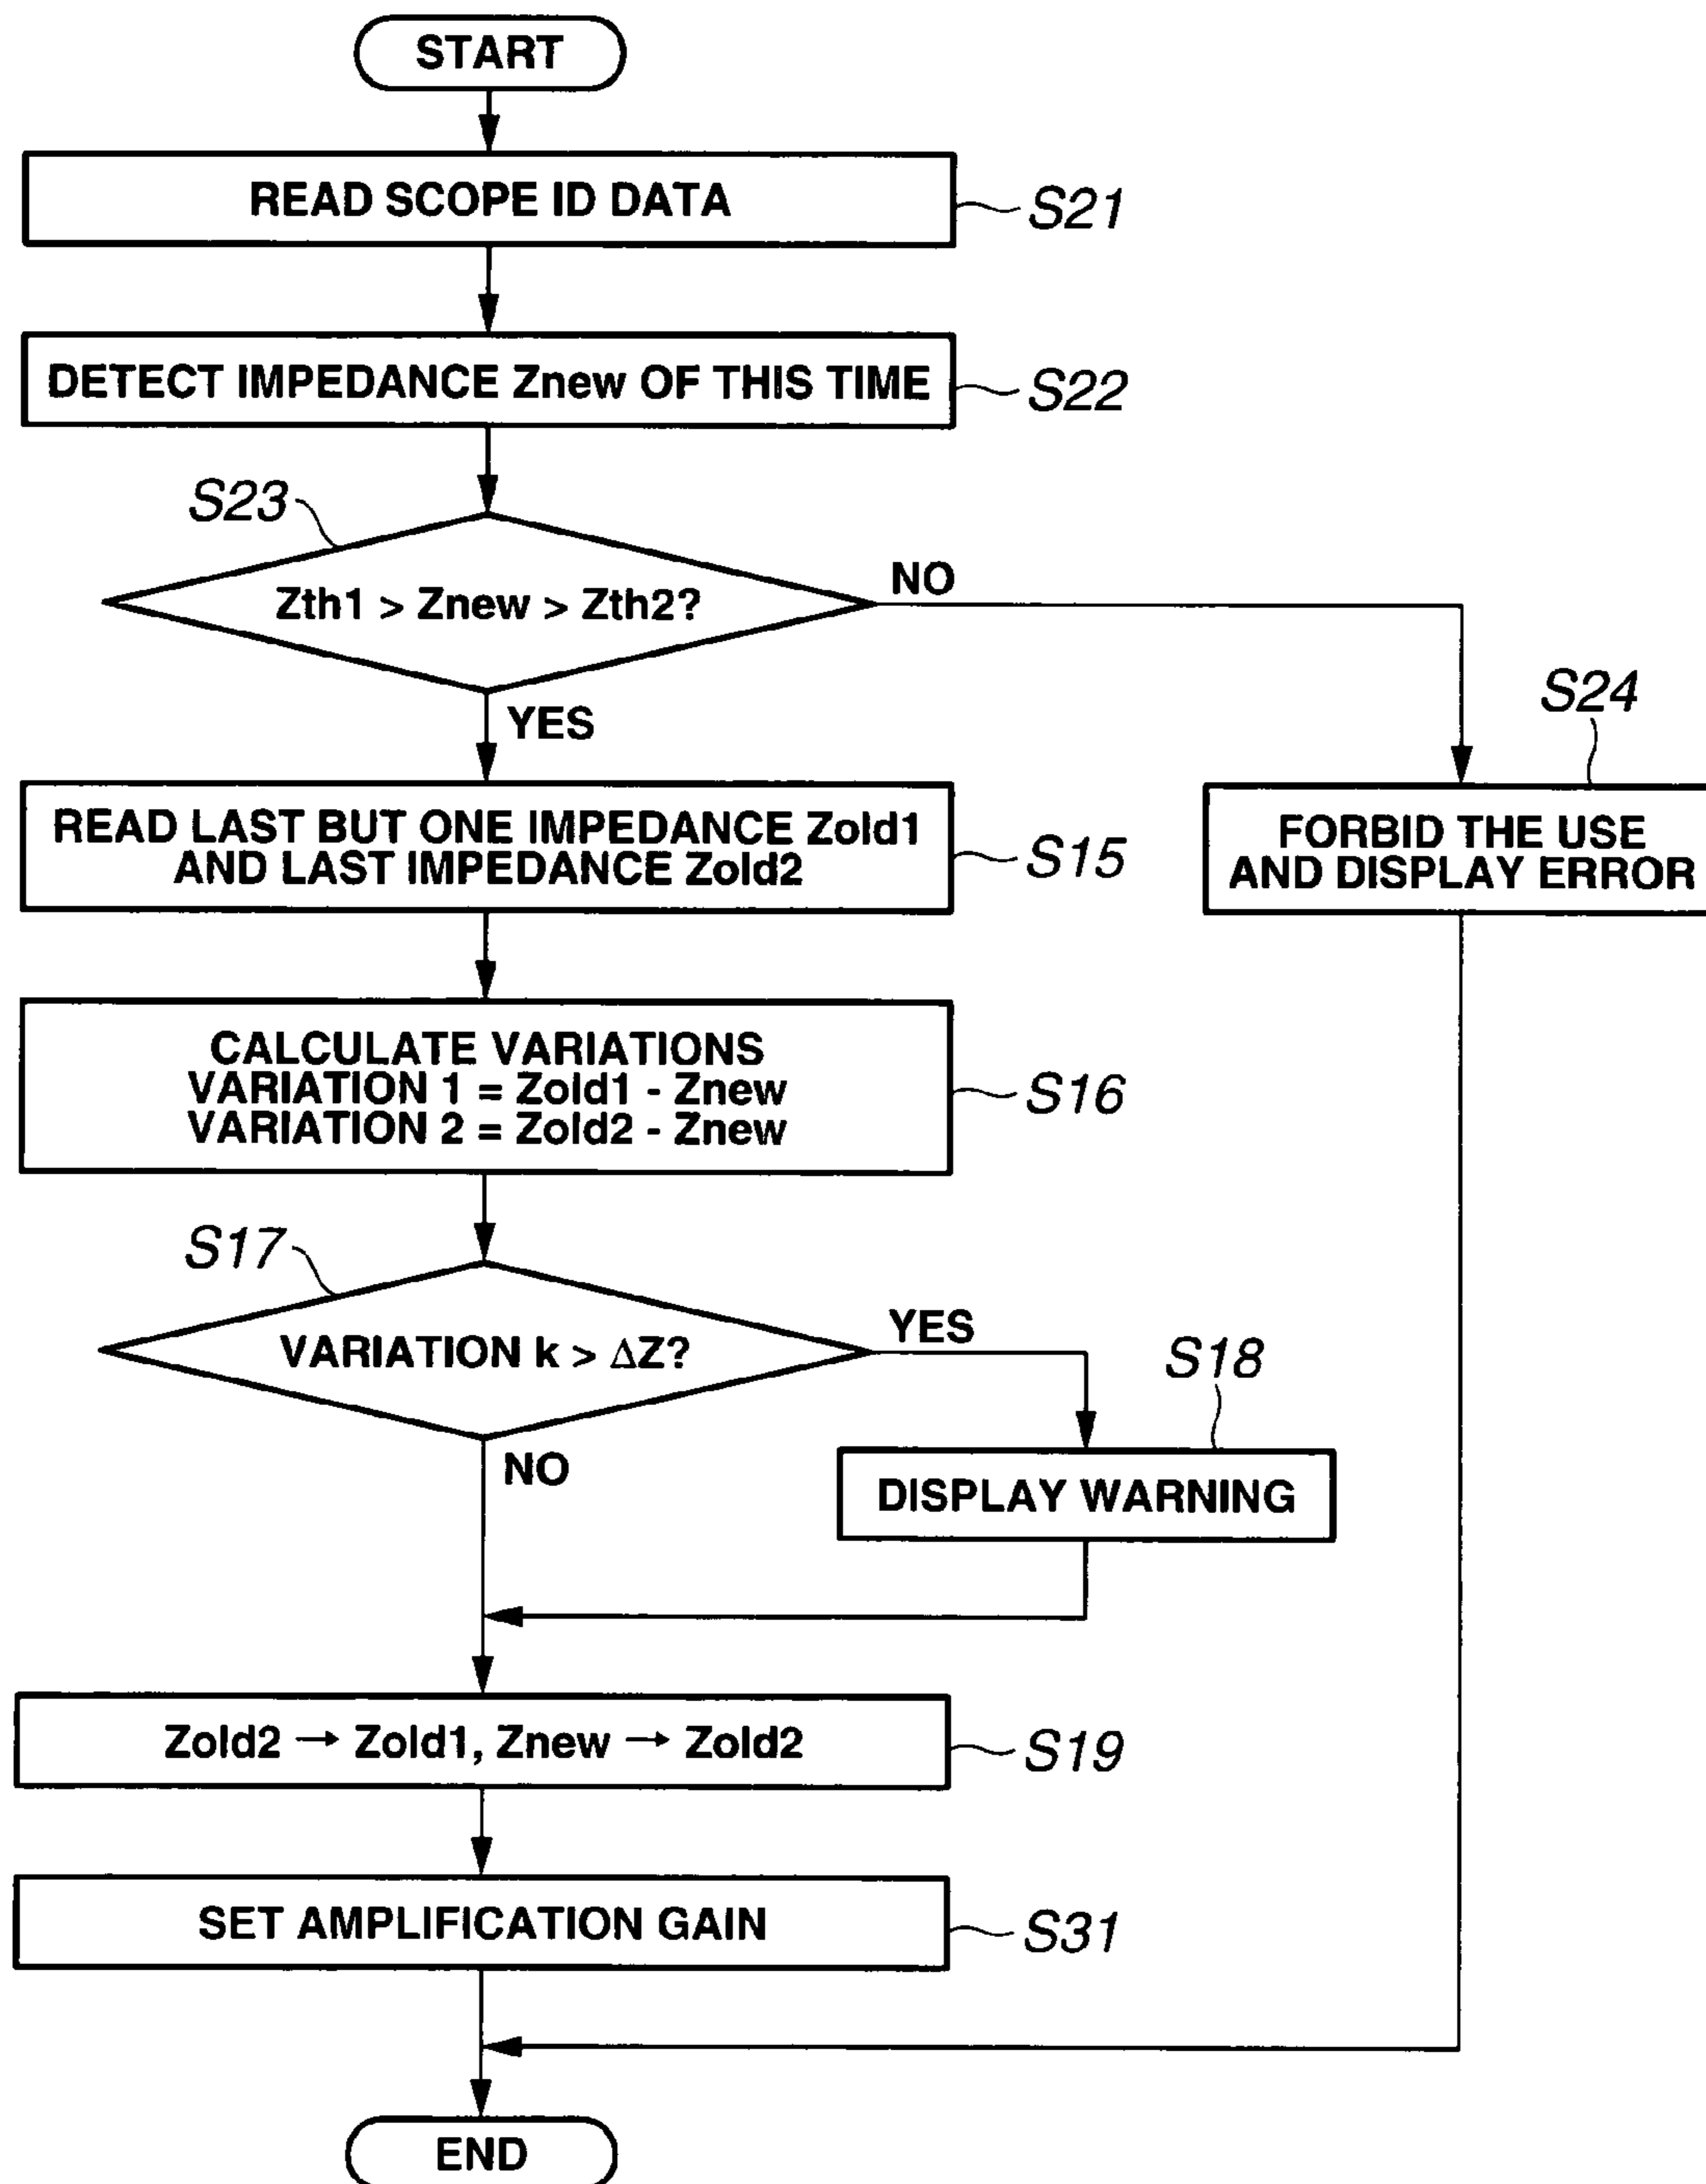 START
READ SCOPE ID DATA
S21
DETECT IMPEDANCE Znew OF THIS TIME
S22
S23
Zth1 > Znew > Zth2?
NO
YES
S24
READ LAST BUT ONE IMPEDANCE Zold1
AND LAST IMPEDANCE Zold2
S15
FORBID THE USE
AND DISPLAY ERROR
CALCULATE VARIATIONS
VARIATION 1 = Zold1 - Znew
VARIATION 2 = Zold2 - Znew
S16
S17
VARIATION k > ΔZ?
YES
NO
S18
DISPLAY WARNING
Zold2 → Zold1, Znew → Zold2
S19
SET AMPLIFICATION GAIN
S31
END